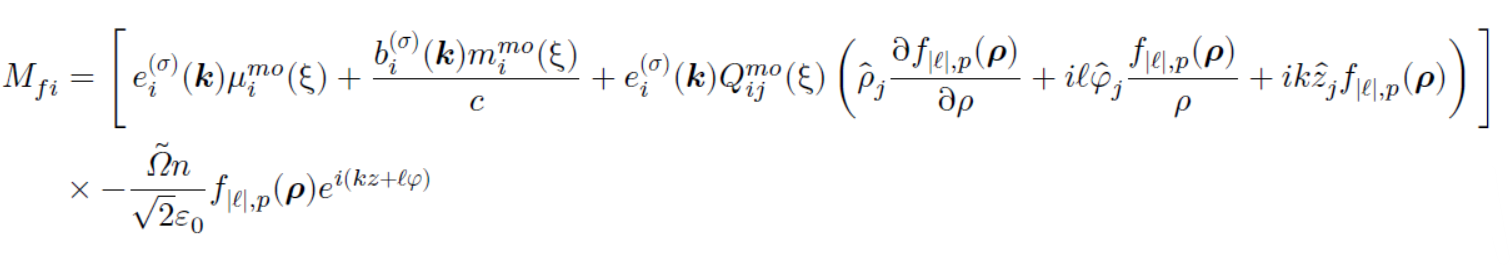 M_{fi} = \left[ e_i^{(\sigma)}(\boldsymbol{k})\mu_i^{mo}(\xi) + \frac{b_i^{(\sigma)}(\boldsymbol{k})m_i^{mo}(\xi)}{c} + e_i^{(\sigma)}(\boldsymbol{k})Q_{ij}^{mo}(\xi) \left( \hat{\rho}_j \frac{\partial f_{|\ell|,p}(\boldsymbol{\rho})}{\partial \rho} + i\ell\hat{\varphi}_j \frac{f_{|\ell|,p}(\boldsymbol{\rho})}{\rho} + ik\hat{z}_j f_{|\ell|,p}(\boldsymbol{\rho}) \right) \right]
\times -\frac{\tilde{\Omega}n}{\sqrt{2}\varepsilon_0} f_{|\ell|,p}(\boldsymbol{\rho})e^{i(kz+\ell\varphi)}